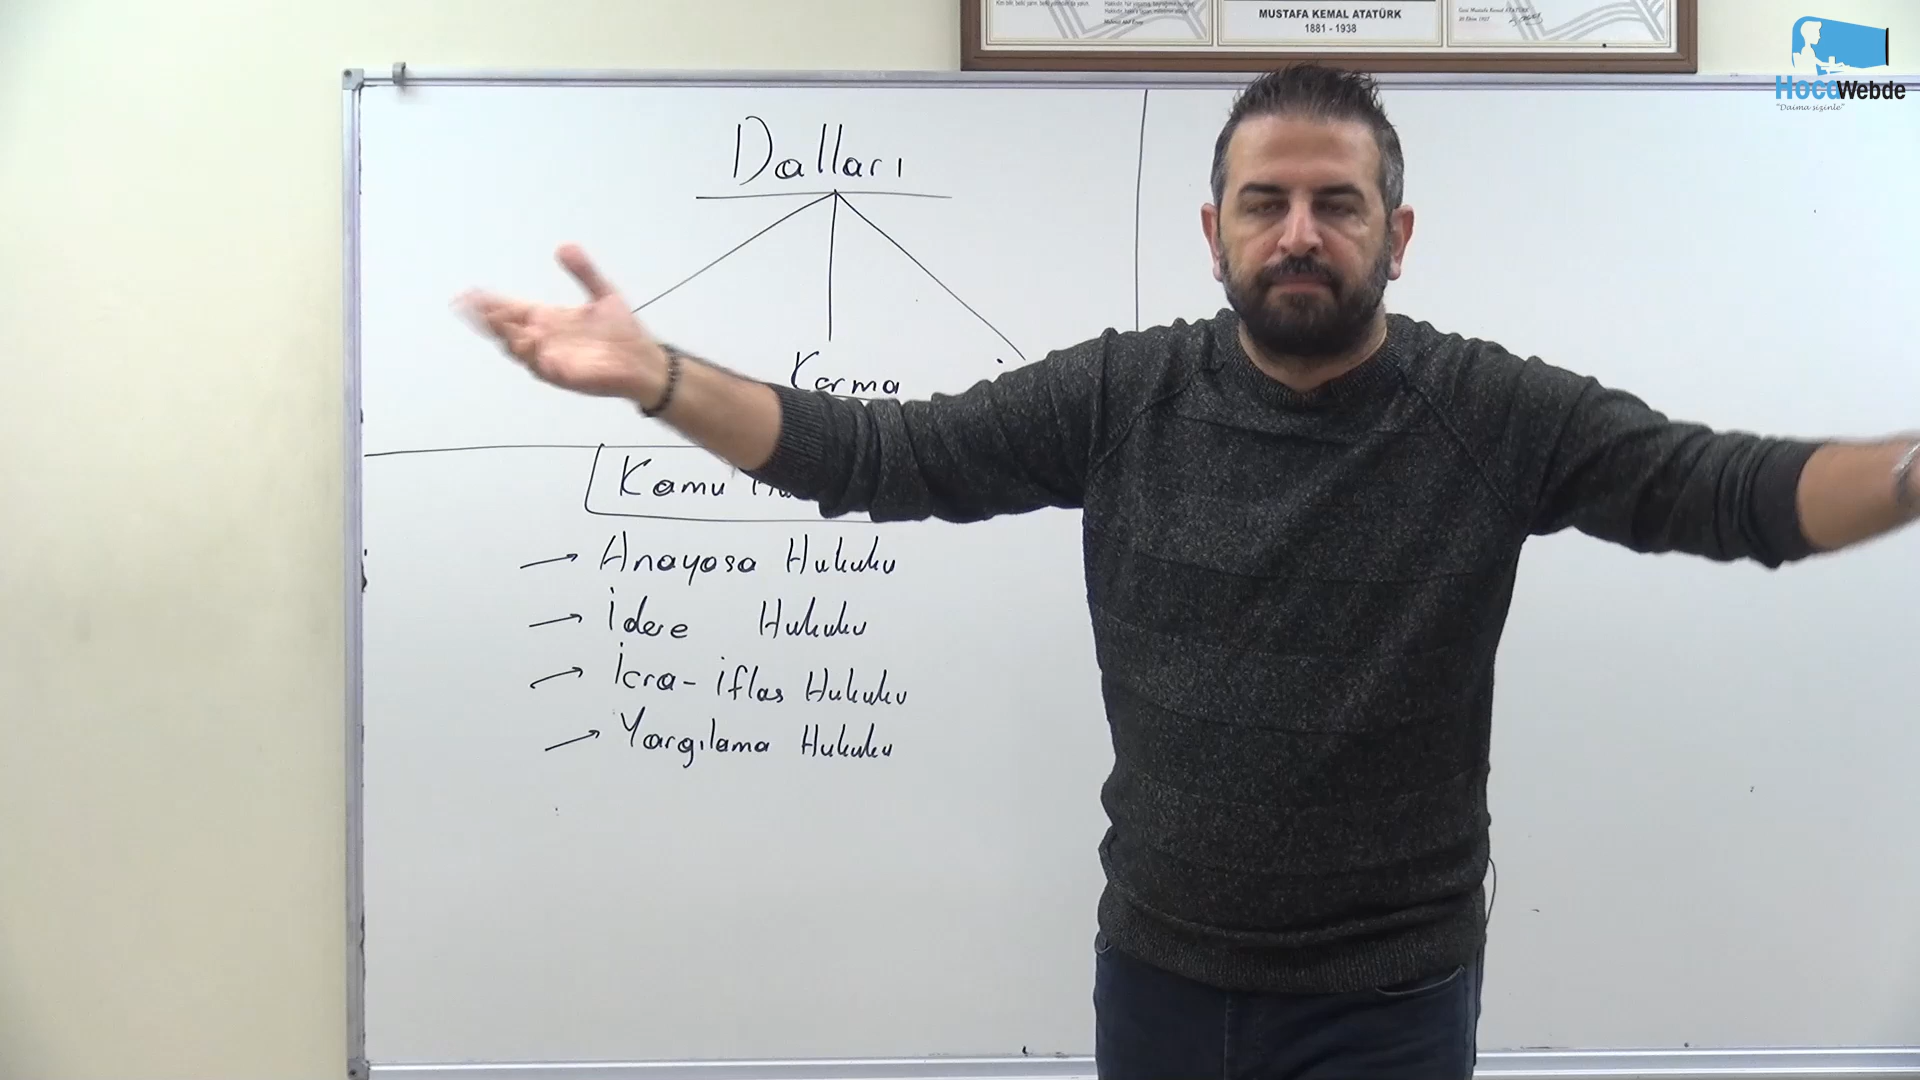 MUSTAFA KEMAL ATATÜRK
1881 - 1938
HocaWebde
"Daima sizinle"
Dalları
Karma
Kamu
→ Anayasa Hukuku
→ İdare Hukuku
→ İcra-iflas Hukuku
→ Yargılama Hukuku